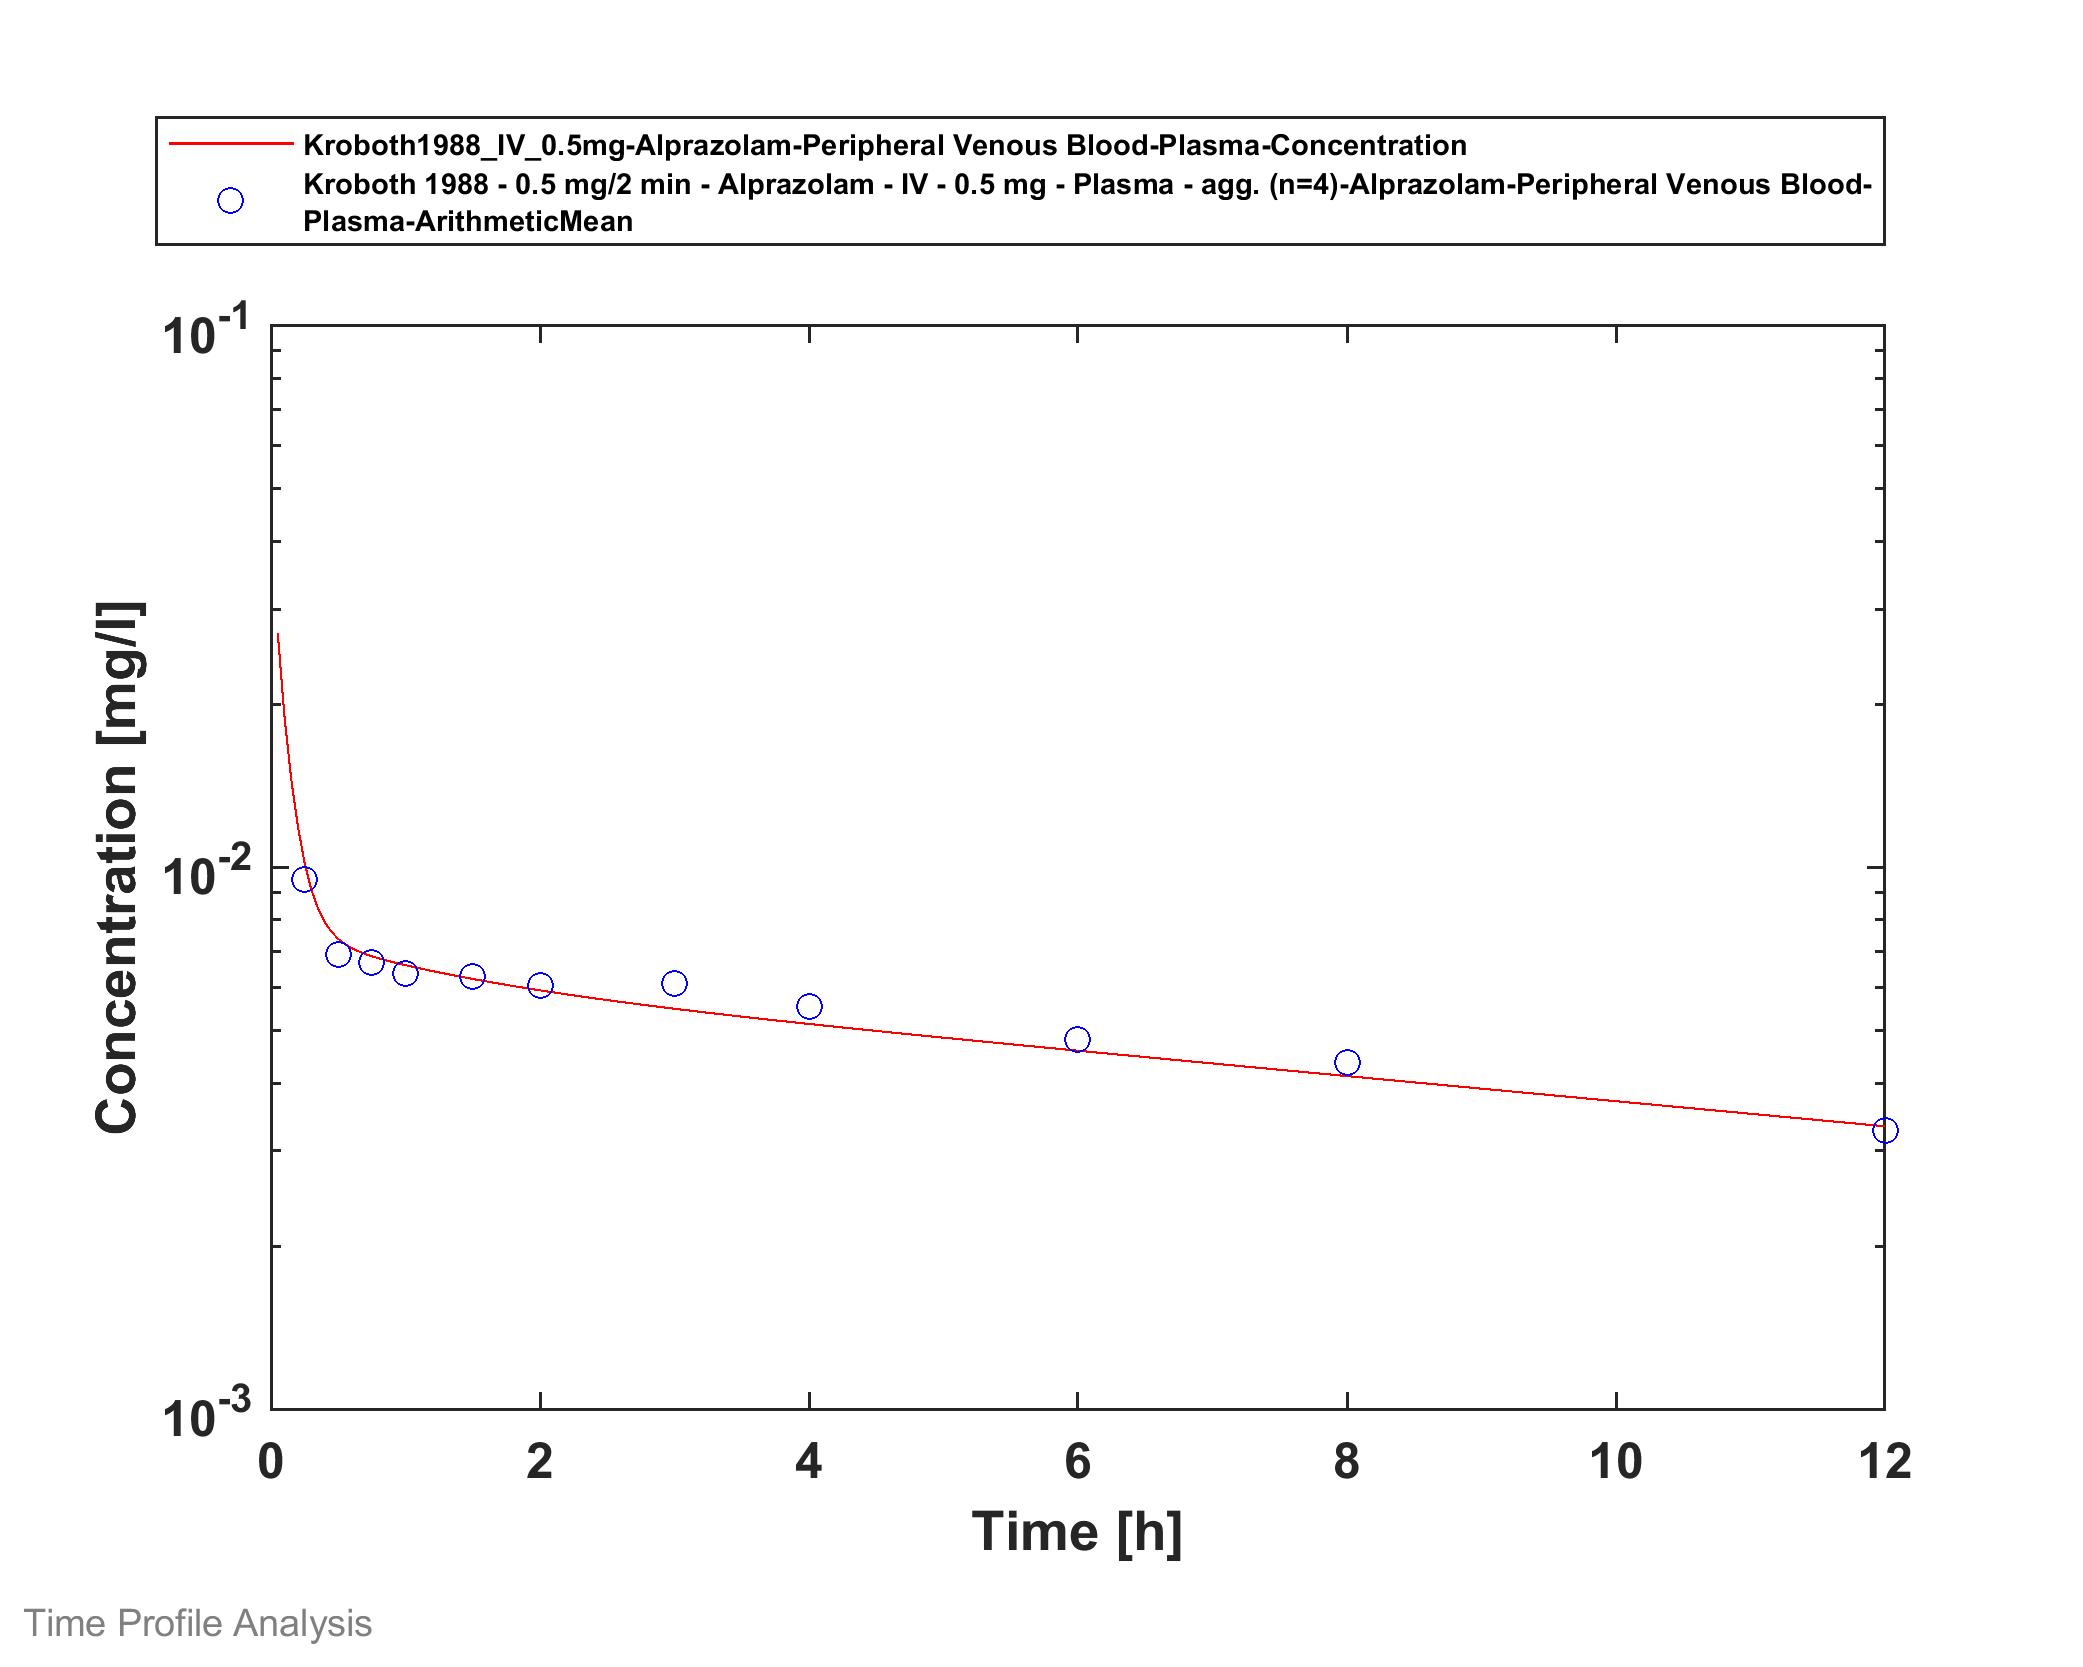 Kroboth1988_IV_0.5mg-Alprazolam-Peripheral Venous Blood-Plasma-Concentration
Kroboth 1988 - 0.5 mg/2 min - Alprazolam - IV - 0.5 mg - Plasma - agg. (n=4)-Alprazolam-Peripheral Venous Blood-
Plasma-ArithmeticMean
10^-1
10^-2
10^-3
Concentration [mg/l]
0 2 4 6 8 10 12
Time [h]
Time Profile Analysis